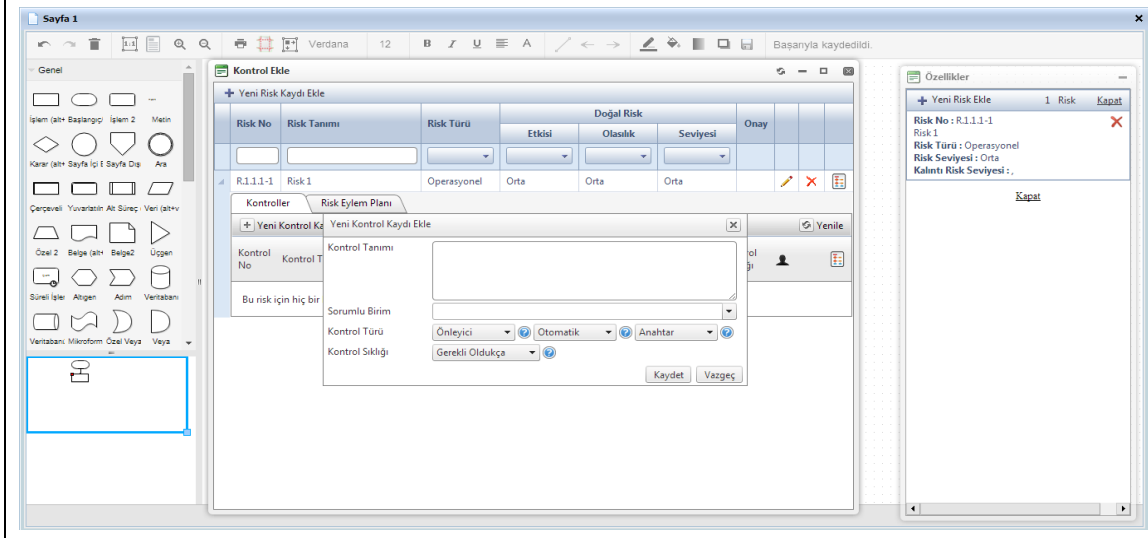 Sayfa 1
1:1
Verdana 12 B I U A
Başarıyla kaydedildi.
Genel
İşlem (alt+ Başlangıç/ İşlem 2 Metin
Karar (alt+ Sayfa İçi E Sayfa Dış Ara
Çerçeveli Yuvarlatılm Alt Süreç Veri (alt+v
Özel 2 Belge (alt+ Belge2 Üçgen
Süreli İşler Altıgen Adım Veritabanı
Veritabanı Mikroform Özel Veya Veya
Kontrol Ekle
Yeni Risk Kaydı Ekle
Risk No Risk Tanımı Risk Türü Doğal Risk Onay
Etkisi Olasılık Seviyesi
R.1.1.1-1 Risk 1 Operasyonel Orta Orta Orta
Kontroller Risk Eylem Planı
Yeni Kontrol Ka
Yenile
Kontrol No
Kontrol T
Bu risk için hiç bir
Yeni Kontrol Kaydı Ekle
Kontrol Tanımı
Sorumlu Birim
Kontrol Türü Önleyici Otomatik Anahtar
Kontrol Sıklığı Gerekli Oldukça
Kaydet Vazgeç
Özellikler
Yeni Risk Ekle 1 Risk Kapat
Risk No : R.1.1.1-1
Risk 1
Risk Türü : Operasyonel
Risk Seviyesi : Orta
Kalıntı Risk Seviyesi : ,
Kapat